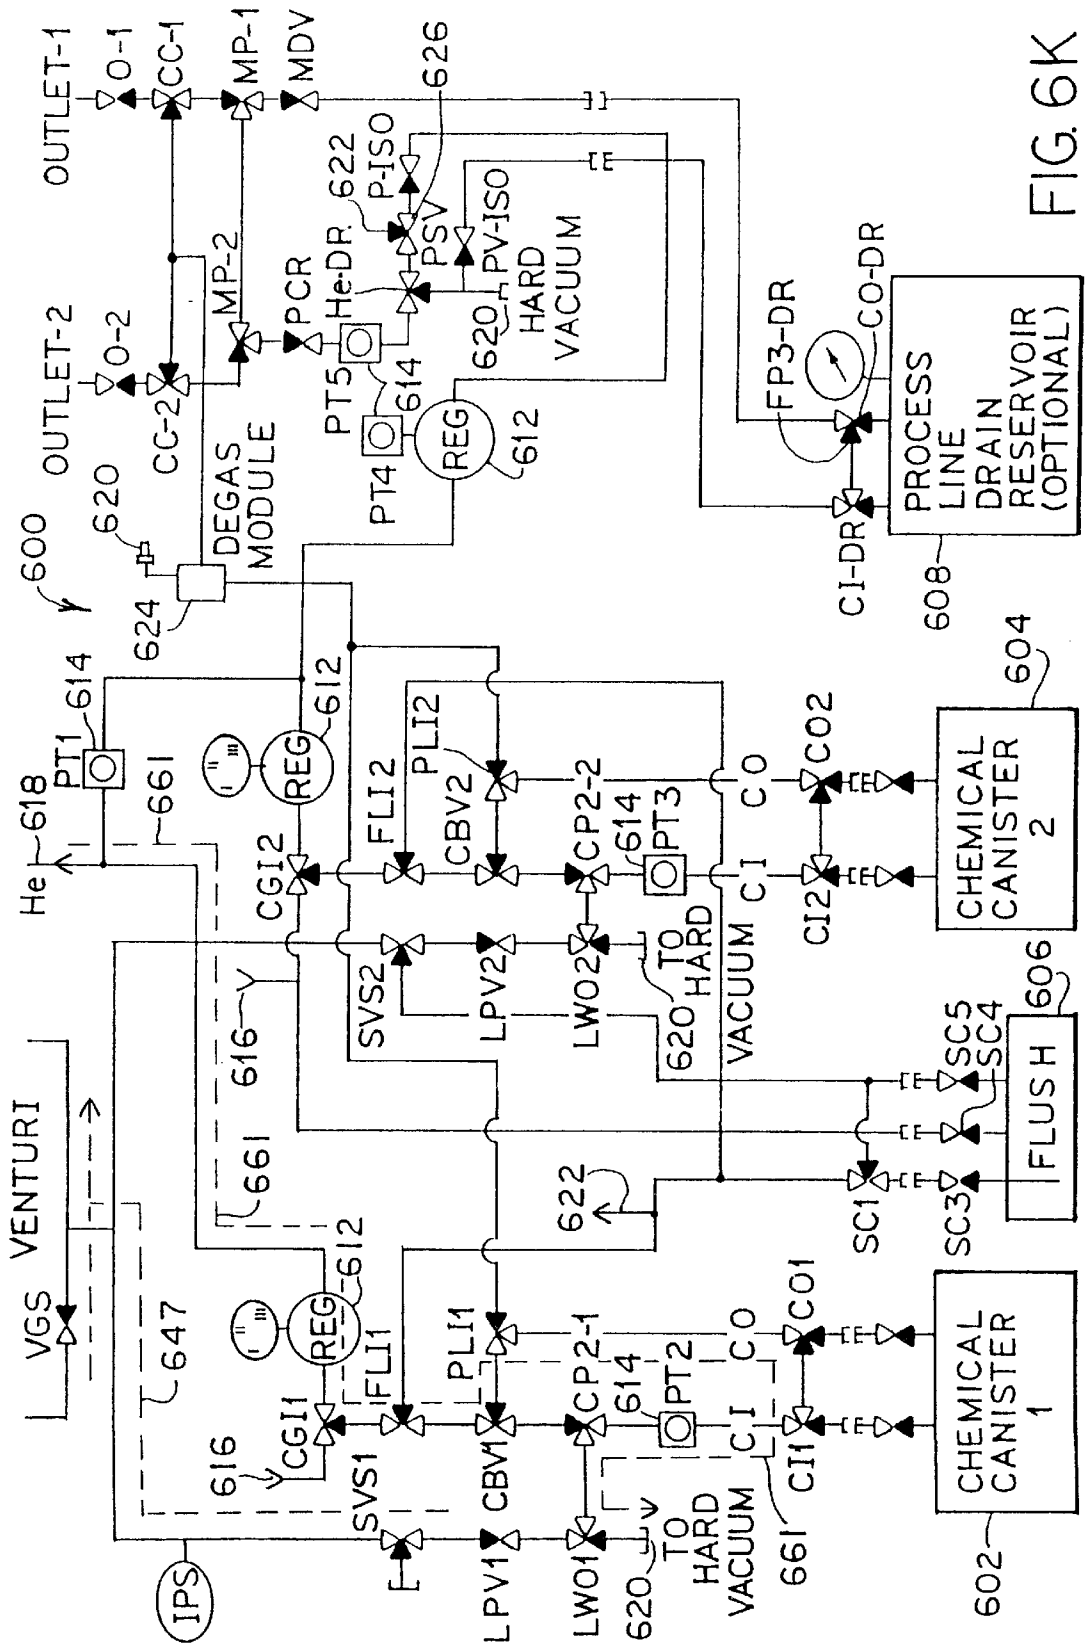 OUTLET-1
O-1
CC-1
MP-1
MDV
OUTLET-2
O-2
CC-2
MP-2
PCR
He-DR.
622
P-ISO
626
PSV
PV-ISO
620
HARD
VACUUM
PT5
614
PT4
REG
612
620
DEGAS
MODULE
624
600
FP3-DR
CO-DR
CI-DR
PROCESS
LINE
DRAIN
RESERVOIR
(OPTIONAL)
608
FIG. 6K
He
618
PT1
614
661
REG
612
CGI2
FLI2
PLI2
CBV2
CP2-2
614
PT3
CO
CI
CO2
CI2
604
CHEMICAL
CANISTER
2
616
SVS2
LPV2
LWO2
620
TO
HARD
VACUUM
606
SC5
SC4
FLUSH
SC3
SC1
622
VENTURI
VGS
647
661
REG
612
616
CGI1
FLI1
SVS1
PLI1
CBV1
CP2-1
614
PT2
CO
CI
CO1
CI1
IPS
LPV1
LWO1
620
TO
HARD
VACUUM
661
CHEMICAL
CANISTER
1
602